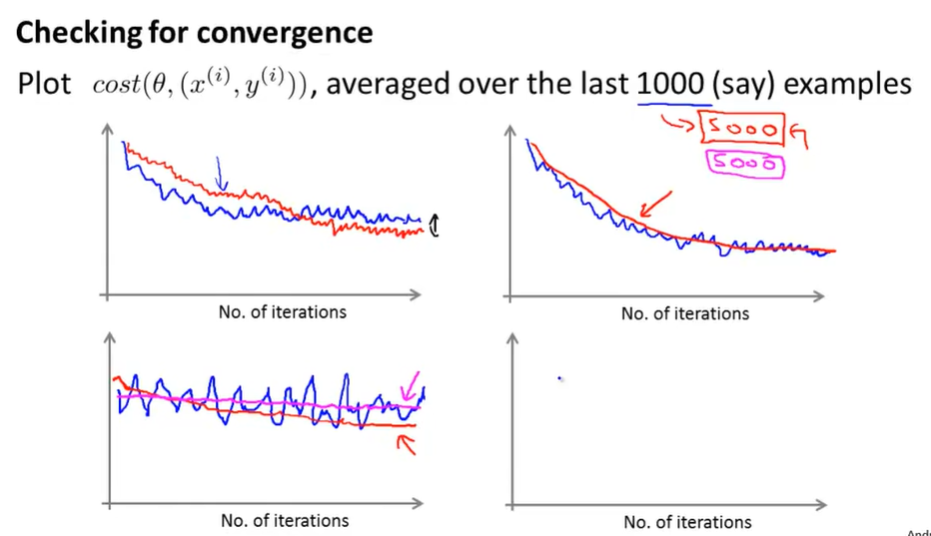 Checking for convergence
Plot cost(θ, (x^(i), y^(i))), averaged over the last 1000 (say) examples
5000
5000
No. of iterations
No. of iterations
No. of iterations
No. of iterations